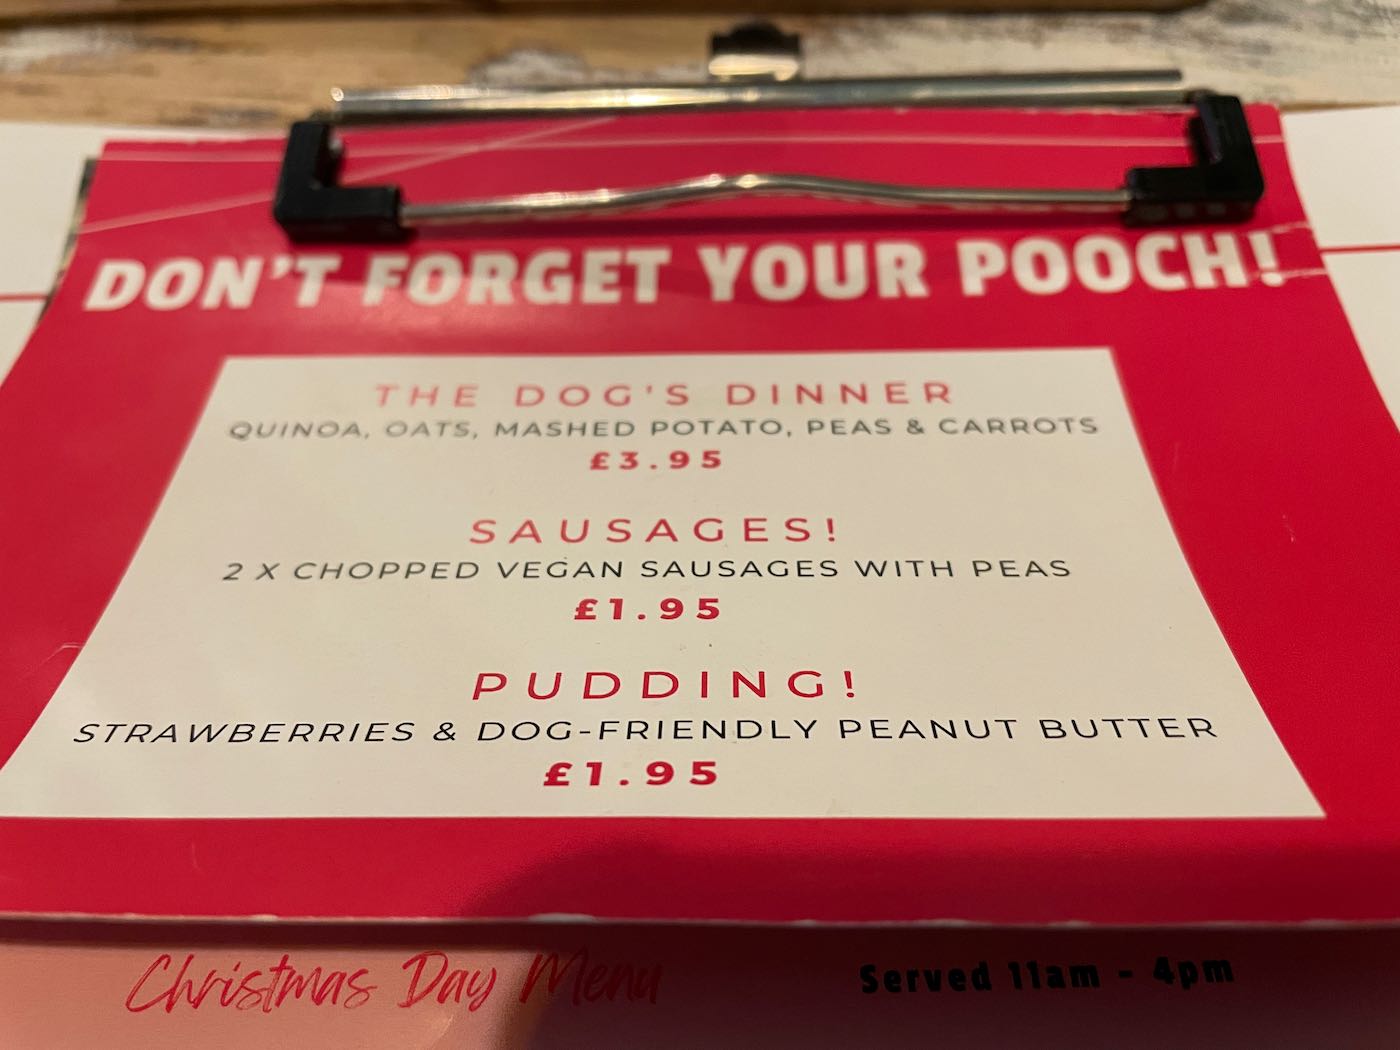 DON'T FORGET YOUR POOCH!
THE DOG'S DINNER
QUINOA, OATS, MASHED POTATO, PEAS & CARROTS
£3.95
SAUSAGES!
2 X CHOPPED VEGAN SAUSAGES WITH PEAS
£1.95
PUDDING!
STRAWBERRIES & DOG-FRIENDLY PEANUT BUTTER
£1.95
Christmas Day Menu
Served 11am - 4pm